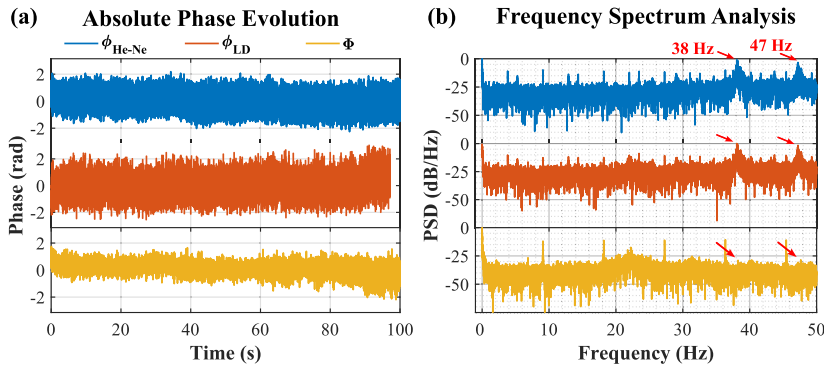 (a) Absolute Phase Evolution
ϕHe-Ne ϕLD Φ
2
0
-2
2
0
-2
2
0
-2
0 20 40 60 80 100
Phase (rad)
Time (s)
(b) Frequency Spectrum Analysis
38 Hz 47 Hz
0
-25
-50
0
-25
-50
0
-25
-50
0 10 20 30 40 50
PSD (dB/Hz)
Frequency (Hz)